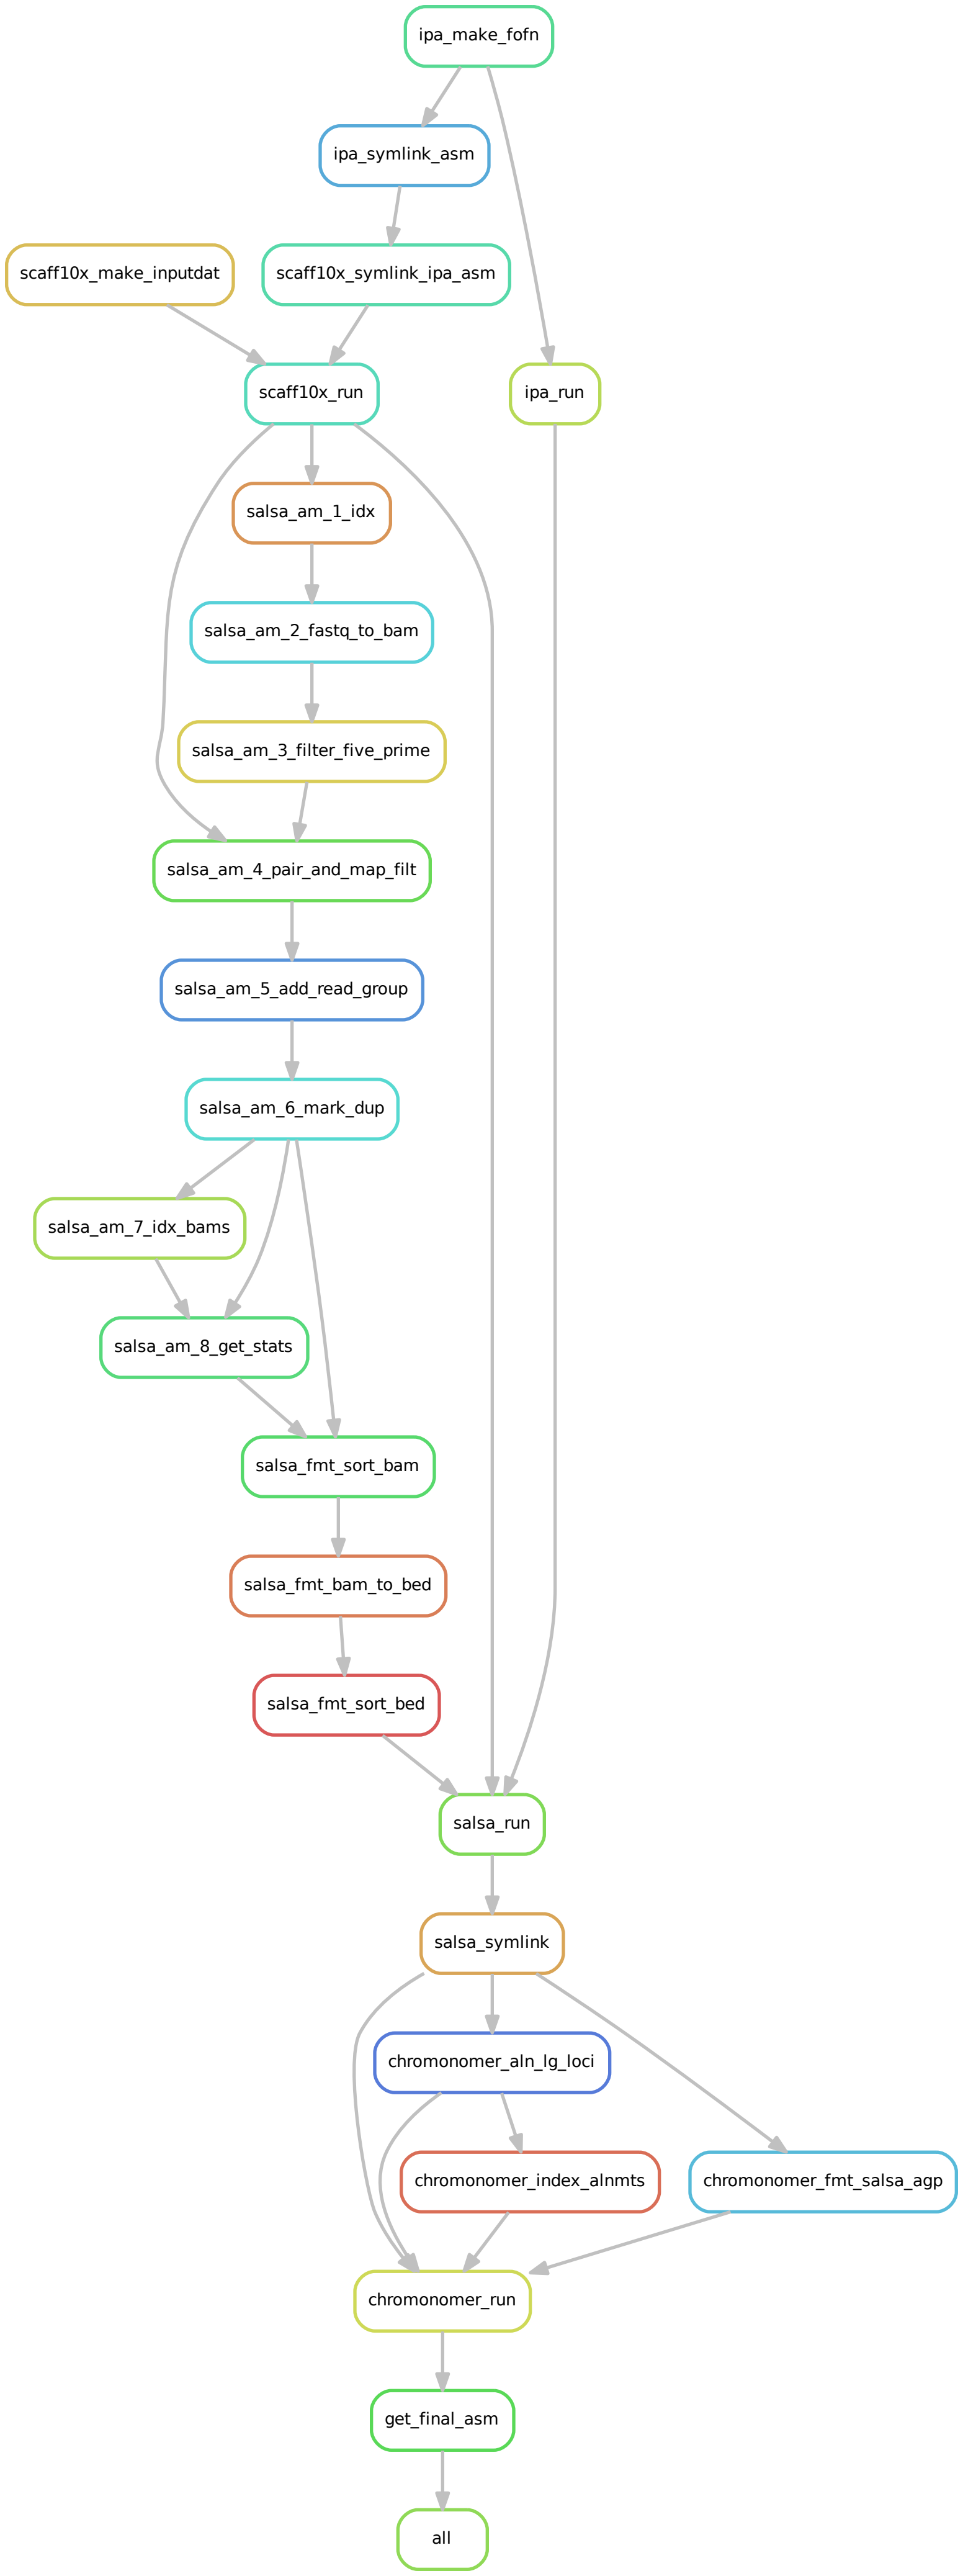 ipa_make_fofn
ipa_symlink_asm
scaff10x_make_inputdat
scaff10x_symlink_ipa_asm
scaff10x_run
ipa_run
salsa_am_1_idx
salsa_am_2_fastq_to_bam
salsa_am_3_filter_five_prime
salsa_am_4_pair_and_map_filt
salsa_am_5_add_read_group
salsa_am_6_mark_dup
salsa_am_7_idx_bams
salsa_am_8_get_stats
salsa_fmt_sort_bam
salsa_fmt_bam_to_bed
salsa_fmt_sort_bed
salsa_run
salsa_symlink
chromonomer_aln_lg_loci
chromonomer_index_alnmts
chromonomer_fmt_salsa_agp
chromonomer_run
get_final_asm
all